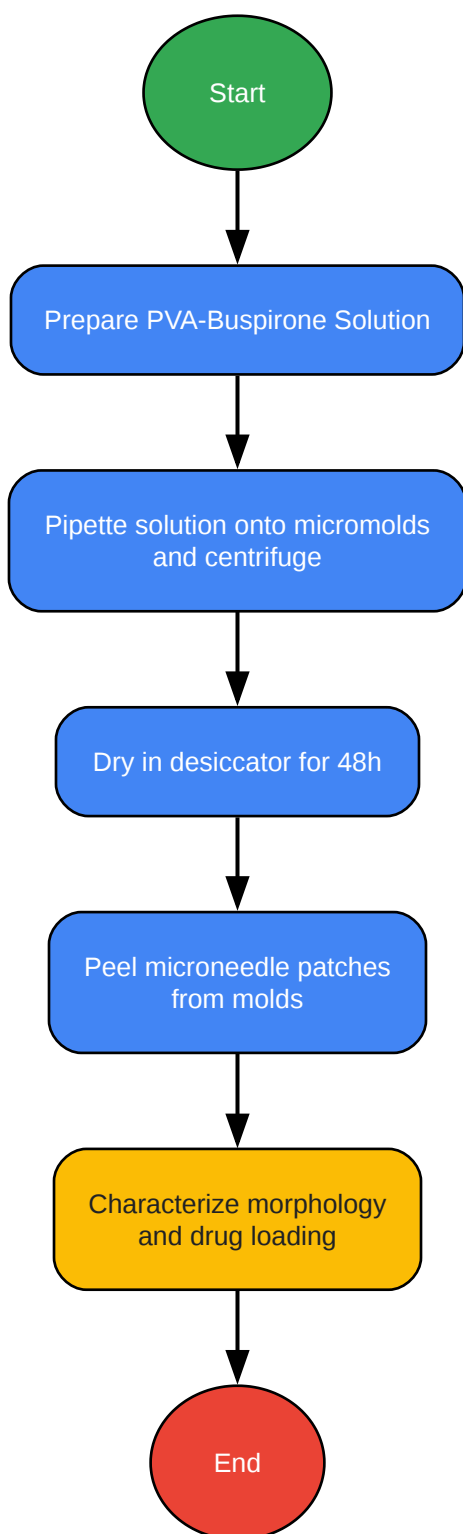 Start
Prepare PVA-Buspirone Solution
Pipette solution onto micromolds
and centrifuge
Dry in desiccator for 48h
Peel microneedle patches
from molds
Characterize morphology
and drug loading
End